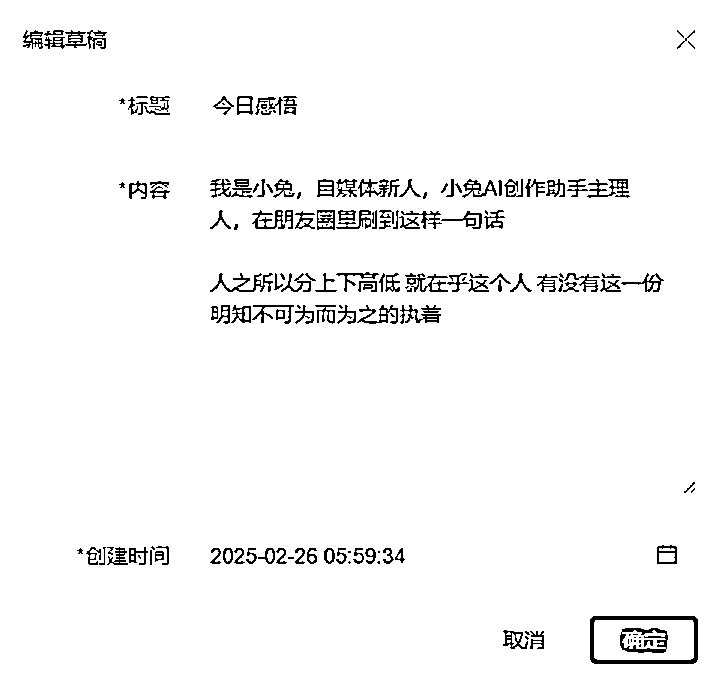 编辑草稿
*标题 今日感悟
*内容 我是小兔，自媒体新人，小兔AI创作助手主理
人，在朋友圈里刷到这样一句话
人之所以分上下高低 就在乎这个人 有没有这一份
明知不可为而为之的执着
*创建时间 2025-02-26 05:59:34
取消 确定